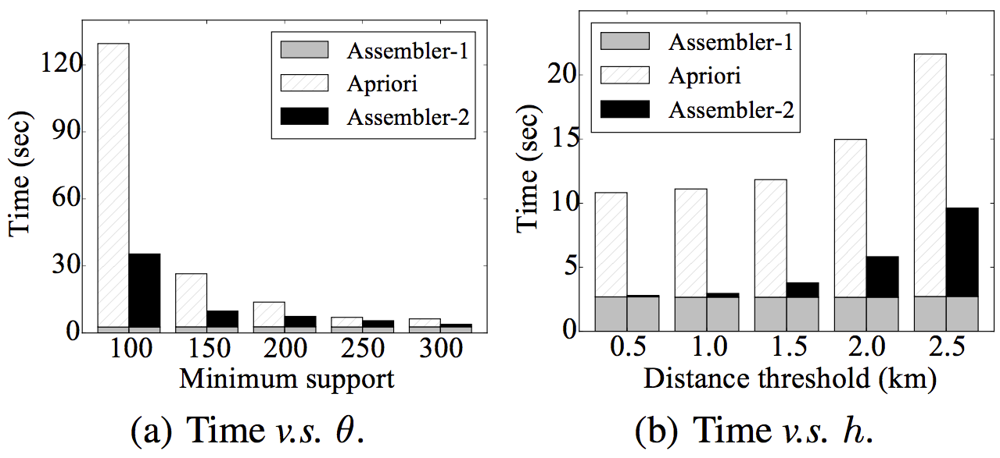 Time (sec)
120
90
60
30
0
Assembler-1
Apriori
Assembler-2
100 150 200 250 300
Minimum support
(a) Time v.s. θ.
Time (sec)
20
15
10
5
0
Assembler-1
Apriori
Assembler-2
0.5 1.0 1.5 2.0 2.5
Distance threshold (km)
(b) Time v.s. h.